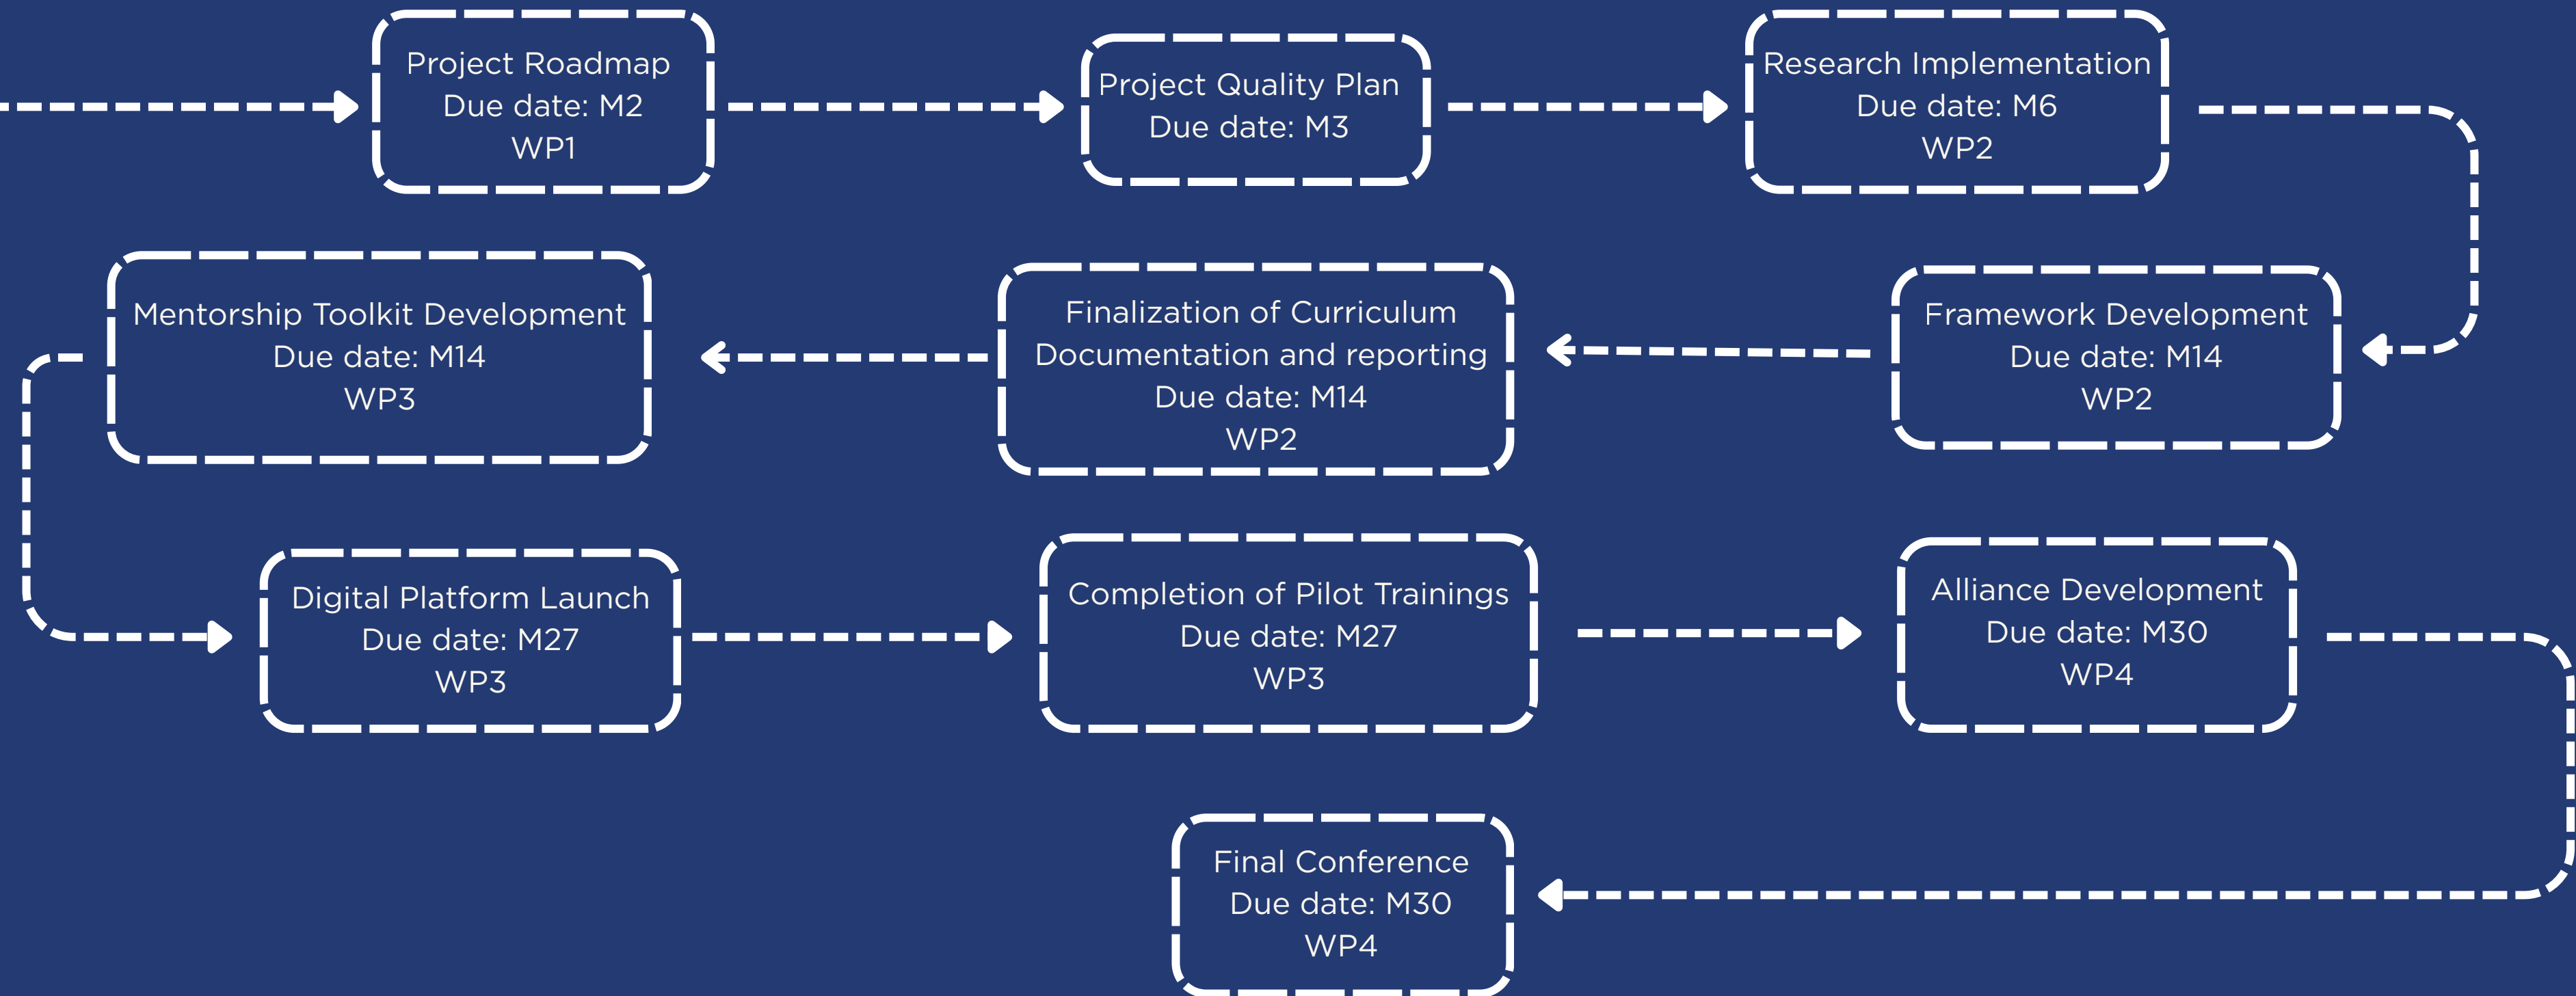 Project Roadmap
Due date: M2
WP1
Project Quality Plan
Due date: M3
Research Implementation
Due date: M6
WP2
Framework Development
Due date: M14
WP2
Finalization of Curriculum
Documentation and reporting
Due date: M14
WP2
Mentorship Toolkit Development
Due date: M14
WP3
Digital Platform Launch
Due date: M27
WP3
Completion of Pilot Trainings
Due date: M27
WP3
Alliance Development
Due date: M30
WP4
Final Conference
Due date: M30
WP4